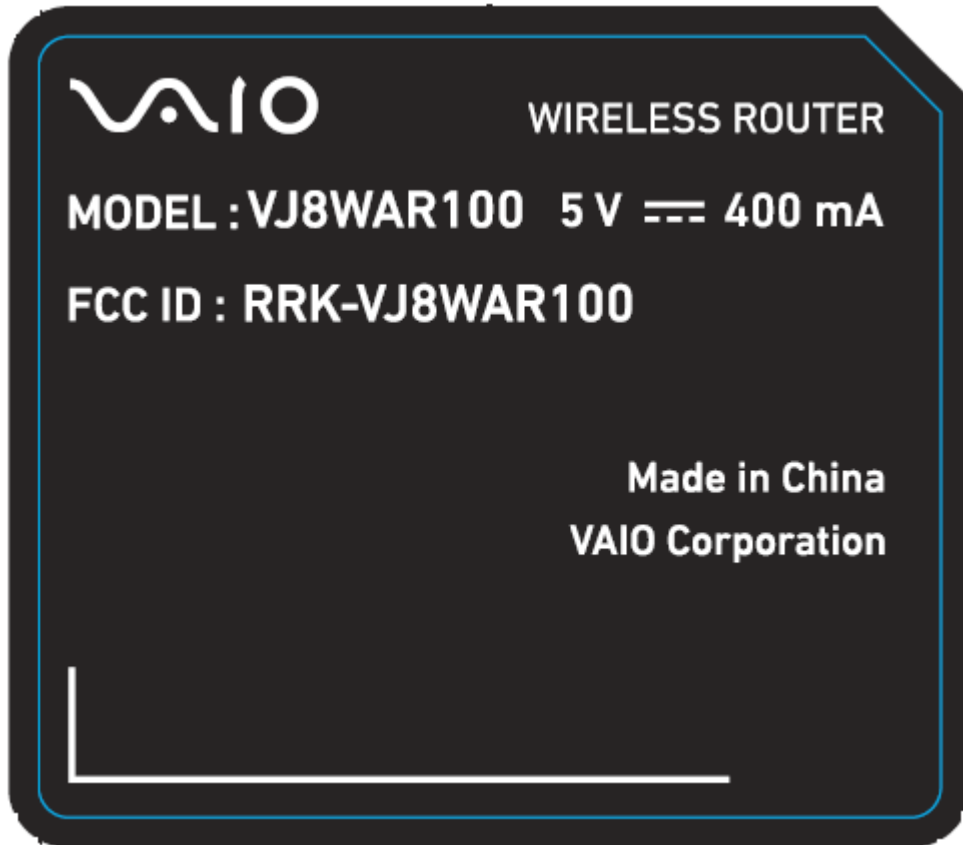 VAIO
WIRELESS ROUTER
MODEL : VJ8WAR100 5 V ⎓ 400 mA
FCC ID : RRK-VJ8WAR100
Made in China
VAIO Corporation